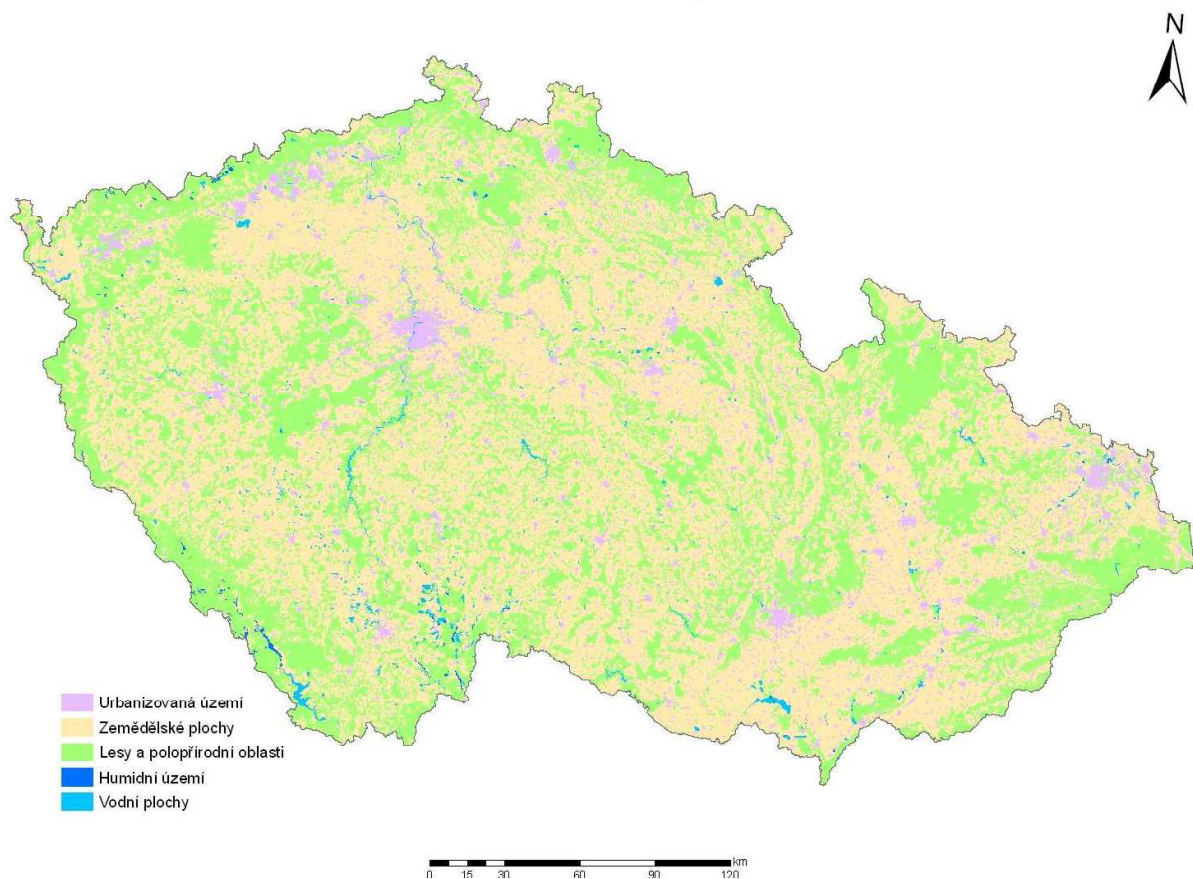 N
Urbanizovaná území
Zemědělské plochy
Lesy a polopřírodní oblasti
Humidní území
Vodní plochy
km
0 15 30 60 90 120